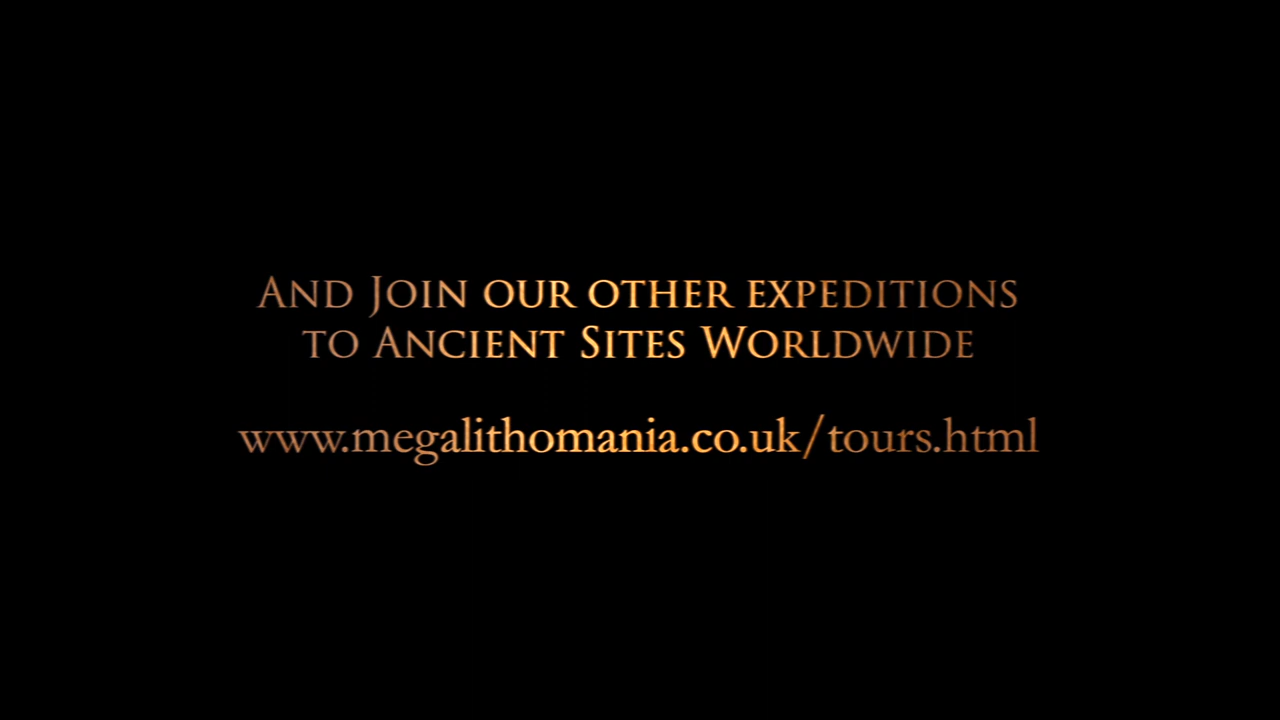 And Join our other expeditions
to Ancient Sites Worldwide
www.megalithomania.co.uk/tours.html